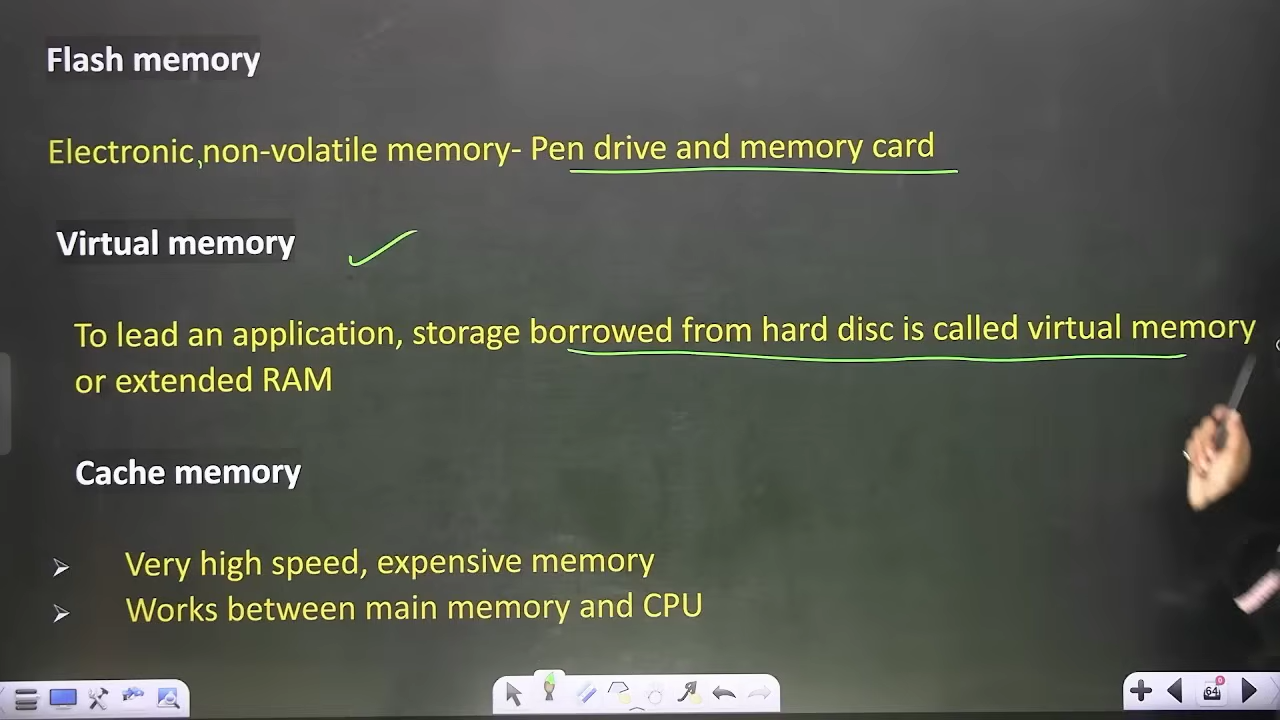 Flash memory
Electronic,non-volatile memory- Pen drive and memory card
Virtual memory
To lead an application, storage borrowed from hard disc is called virtual memory
or extended RAM
Cache memory
➢ Very high speed, expensive memory
➢ Works between main memory and CPU
64
0